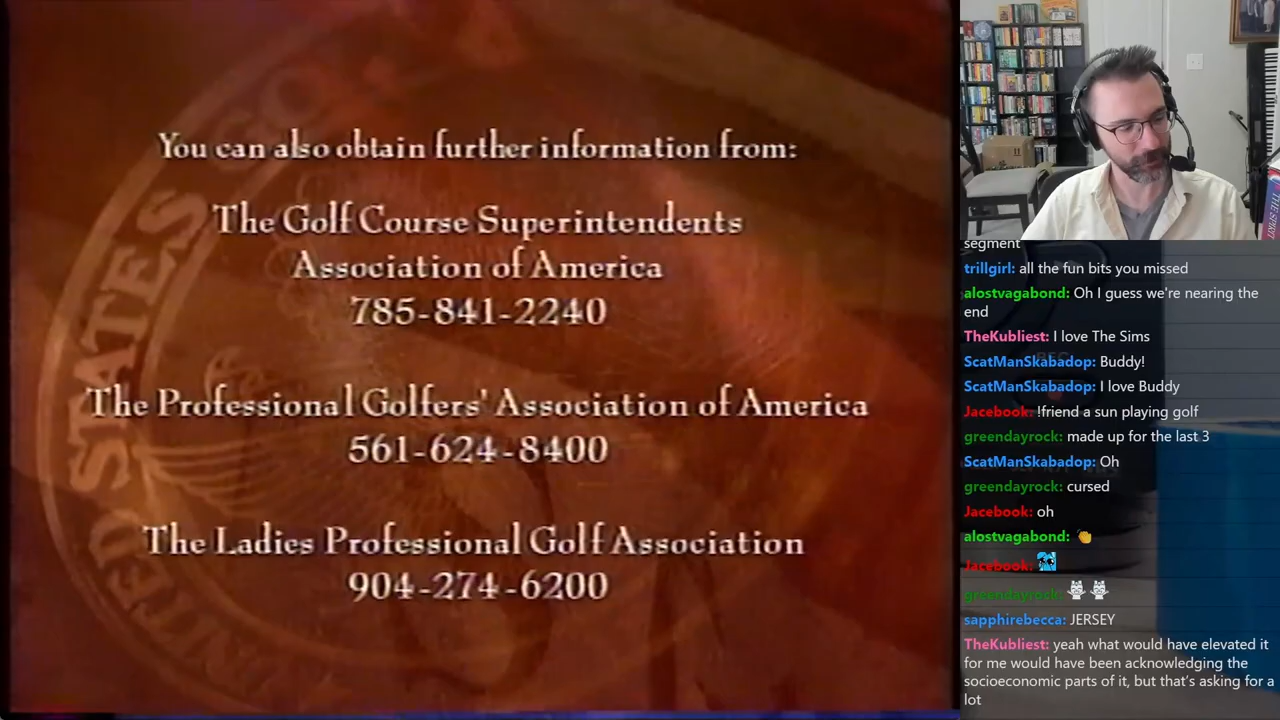 You can also obtain further information from:
The Golf Course Superintendents
Association of America
785-841-2240
The Professional Golfers' Association of America
561-624-8400
The Ladies Professional Golf Association
904-274-6200
UNITED STATES
THE SPIRIT
segment
trillgirl: all the fun bits you missed
alostvagabond: Oh I guess we're nearing the
end
TheKubliest: I love The Sims
ScatManSkabadop: Buddy!
ScatManSkabadop: I love Buddy
Jacebook: !friend a sun playing golf
greendayrock: made up for the last 3
ScatManSkabadop: Oh
greendayrock: cursed
Jacebook: oh
alostvagabond: 👏
Jacebook:
greendayrock:
sapphirebecca: JERSEY
TheKubliest: yeah what would have elevated it
for me would have been acknowledging the
socioeconomic parts of it, but that's asking for a
lot